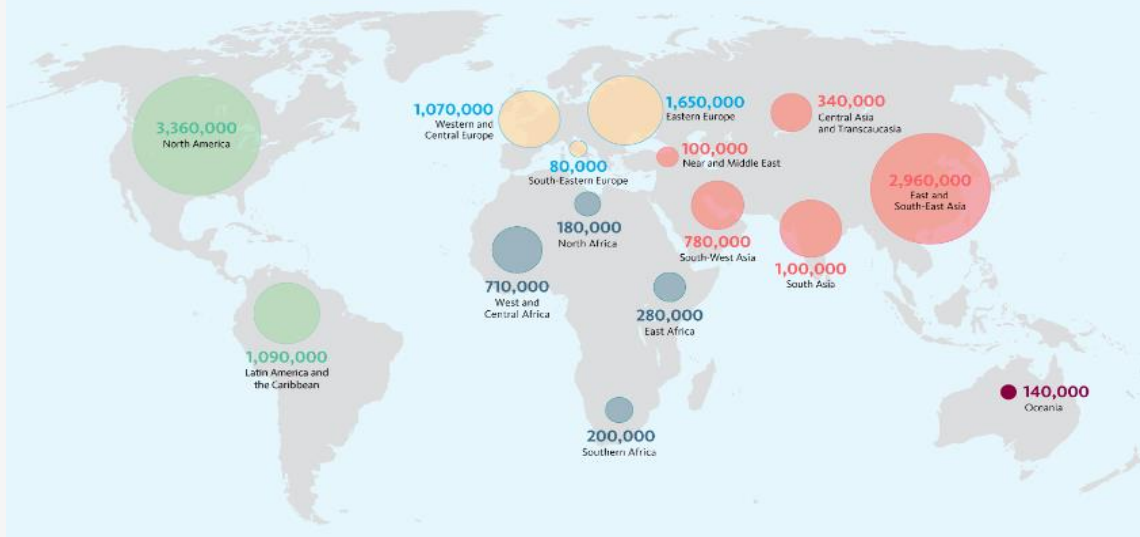 3,360,000
North America
1,070,000
Western and
Central Europe
1,650,000
Eastern Europe
340,000
Central Asia
and Transcaucasia
80,000
South-Eastern Europe
100,000
Near and Middle East
2,960,000
East and
South-East Asia
180,000
North Africa
780,000
South-West Asia
1,00,000
South Asia
710,000
West and
Central Africa
280,000
East Africa
1,090,000
Latin America and
the Caribbean
140,000
Oceania
200,000
Southern Africa